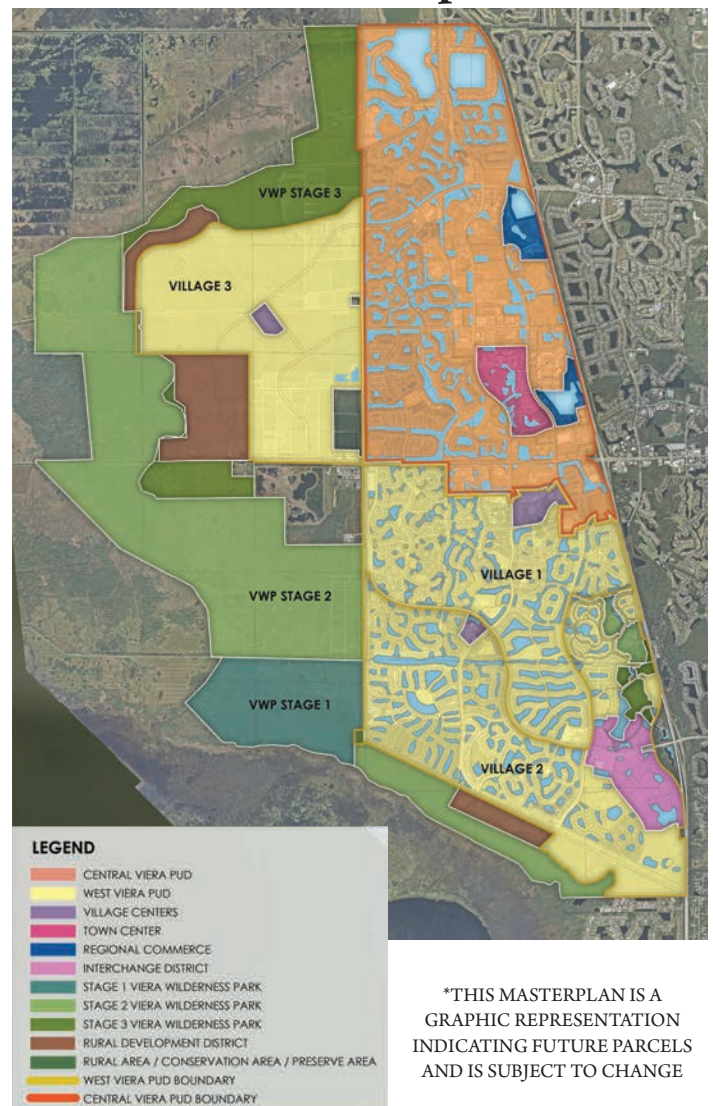 VWP STAGE 3
VILLAGE 3
VILLAGE 1
VWP STAGE 2
VWP STAGE 1
VILLAGE 2
LEGEND
CENTRAL VIERA PUD
WEST VIERA PUD
VILLAGE CENTERS
TOWN CENTER
REGIONAL COMMERCE
INTERCHANGE DISTRICT
STAGE 1 VIERA WILDERNESS PARK
STAGE 2 VIERA WILDERNESS PARK
STAGE 3 VIERA WILDERNESS PARK
RURAL DEVELOPMENT DISTRICT
RURAL AREA / CONSERVATION AREA / PRESERVE AREA
WEST VIERA PUD BOUNDARY
CENTRAL VIERA PUD BOUNDARY
*THIS MASTERPLAN IS A
GRAPHIC REPRESENTATION
INDICATING FUTURE PARCELS
AND IS SUBJECT TO CHANGE